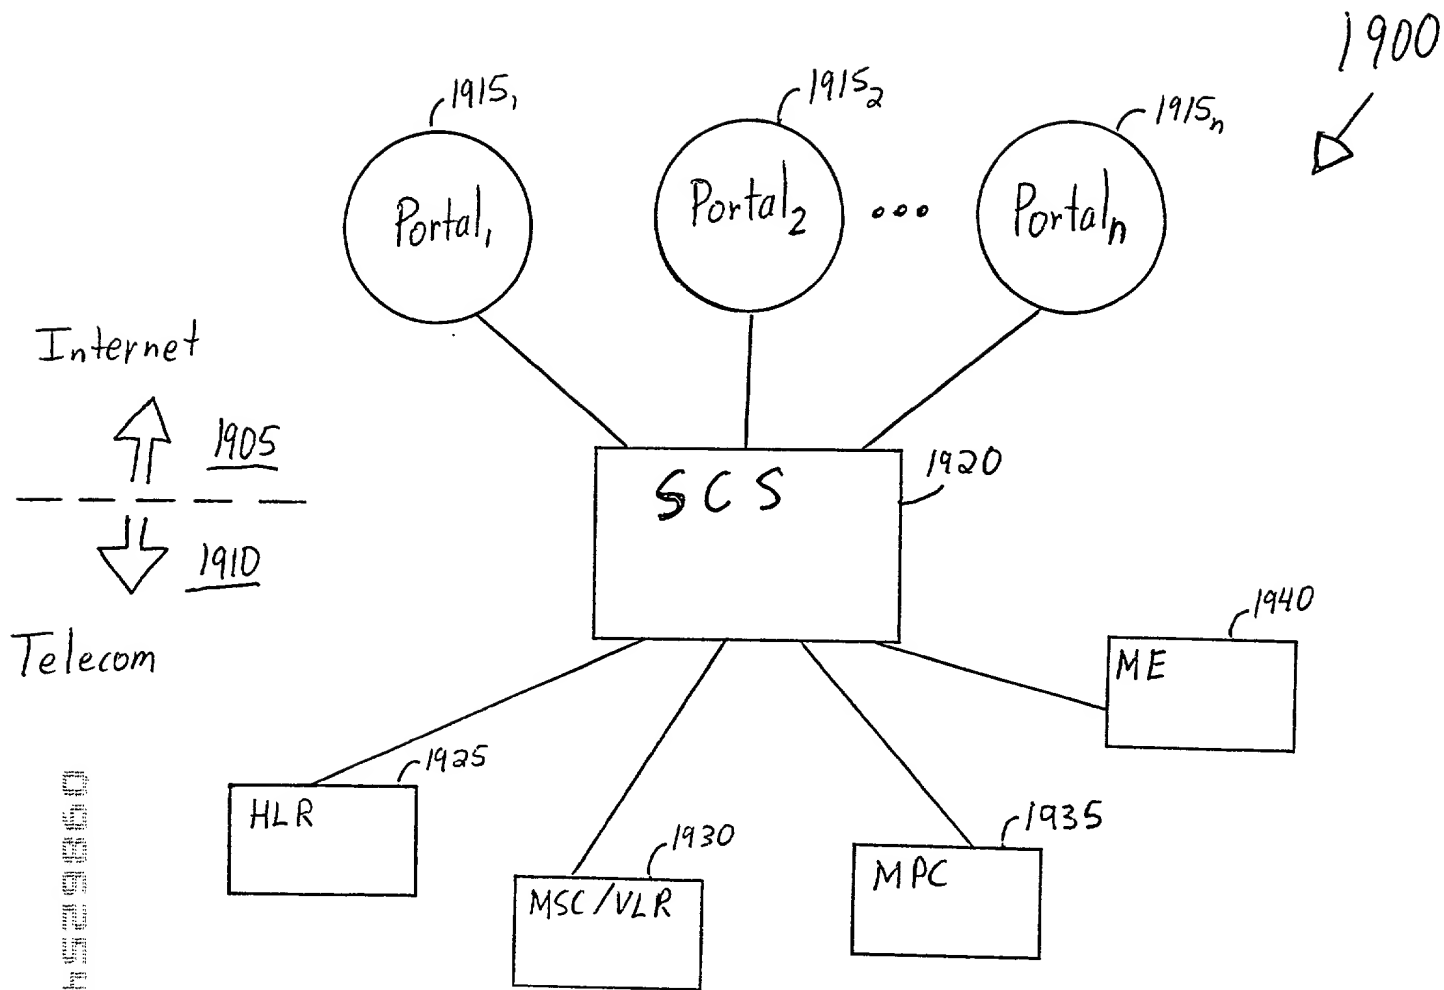 1900
1915₁
1915₂
1915ₙ
Portal₁
Portal₂
•••
Portalₙ
Internet
1905
SCS
1920
1910
Telecom
1940
ME
1925
HLR
1930
MSC/VLR
1935
MPC